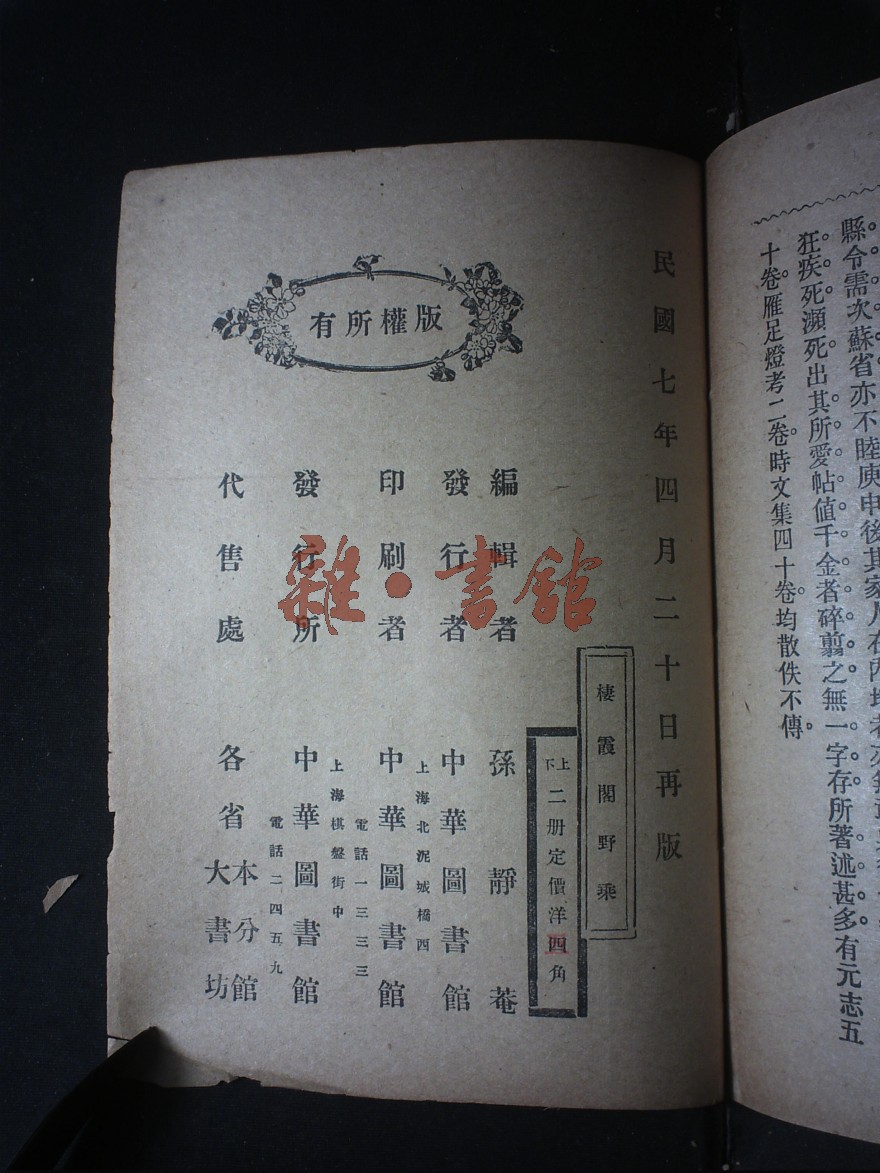 縣令需次蘇省亦不睦庚申後其家人在內
狂疾死瀕死出其所愛帖值千金者碎翦之無一字存所著述甚多有元志五
十卷。雁足燈考二卷。時文集四十卷。均散佚不傳。
民國七年四月二十日再版
棲霞閣野乘
上下二册定價洋四角
編輯者 孫靜菴
發行者 中華圖書館
上海北泥城橋西
印刷者 中華圖書館
電話一三三三
上海棋盤街中
發行所 中華圖書館
電話二四五九
代售處 各省本分館大書坊
版權所有
雜·書館